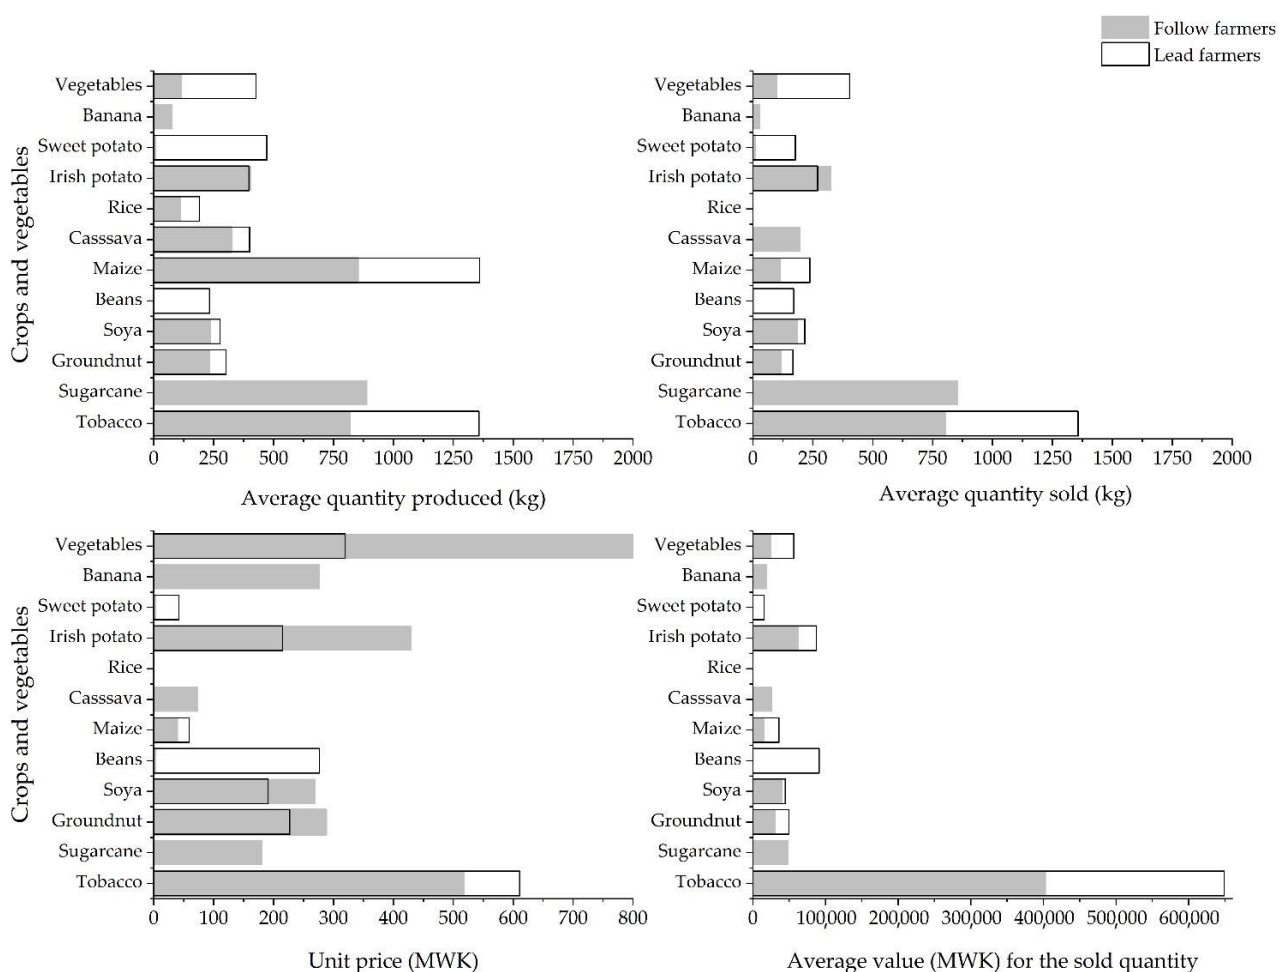 Follow farmers
Lead farmers
Crops and vegetables
Vegetables
Banana
Sweet potato
Irish potato
Rice
Casssava
Maize
Beans
Soya
Groundnut
Sugarcane
Tobacco
0 250 500 750 1000 1250 1500 1750 2000
Average quantity produced (kg)
Vegetables
Banana
Sweet potato
Irish potato
Rice
Casssava
Maize
Beans
Soya
Groundnut
Sugarcane
Tobacco
0 250 500 750 1000 1250 1500 1750 2000
Average quantity sold (kg)
Crops and vegetables
Vegetables
Banana
Sweet potato
Irish potato
Rice
Casssava
Maize
Beans
Soya
Groundnut
Sugarcane
Tobacco
0 100 200 300 400 500 600 700 800
Unit price (MWK)
Vegetables
Banana
Sweet potato
Irish potato
Rice
Casssava
Maize
Beans
Soya
Groundnut
Sugarcane
Tobacco
0 100,000 200,000 300,000 400,000 500,000 600,000
Average value (MWK) for the sold quantity